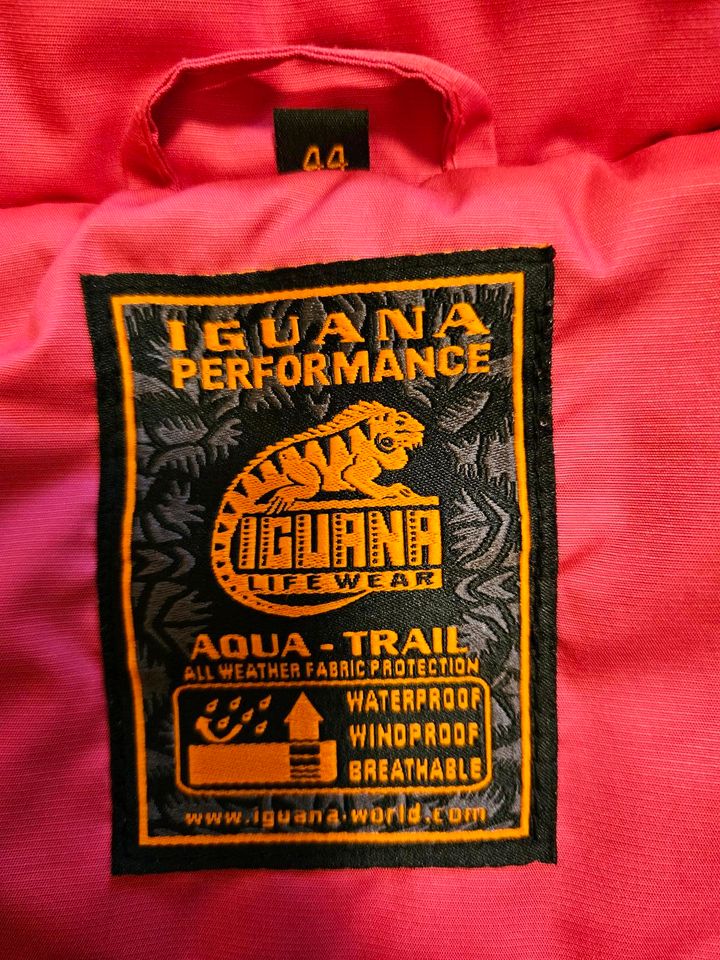 44
IGUANA
PERFORMANCE
IGUANA
LIFE WEAR
AQUA - TRAIL
ALL WEATHER FABRIC PROTECTION
WATERPROOF
WINDPROOF
BREATHABLE
www.iguana-world.com
kleinanzeigen